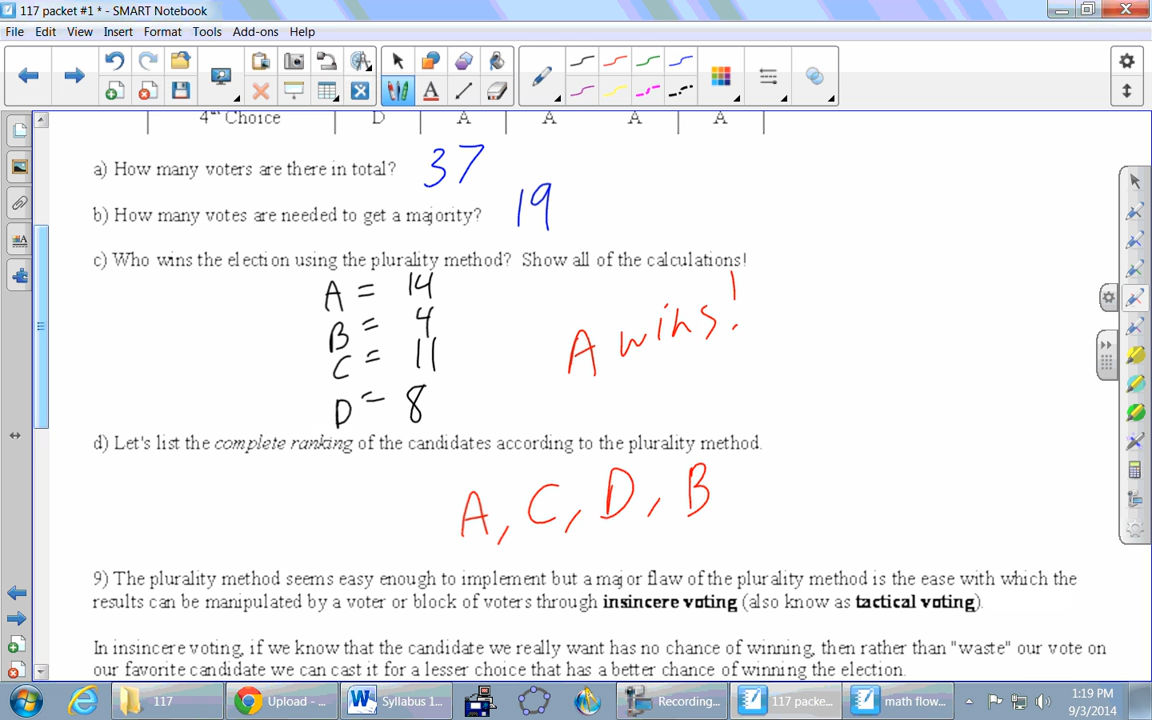 117 packet #1 * - SMART Notebook
File Edit View Insert Format Tools Add-ons Help
4th Choice D A A A A
a) How many voters are there in total? 37
b) How many votes are needed to get a majority? 19
c) Who wins the election using the plurality method? Show all of the calculations!
A = 14
B = 4
C = 11
D = 8
A wins!
d) Let's list the complete ranking of the candidates according to the plurality method.
A, C, D, B
9) The plurality method seems easy enough to implement but a major flaw of the plurality method is the ease with which the
results can be manipulated by a voter or block of voters through insincere voting (also known as tactical voting).
In insincere voting, if we know that the candidate we really want has no chance of winning, then rather than "waste" our vote on
our favorite candidate we can cast it for a lesser choice that has a better chance of winning the election.
117 Upload - ... Syllabus 1... Recording... 117 packe... math flow...
1:19 PM
9/3/2014